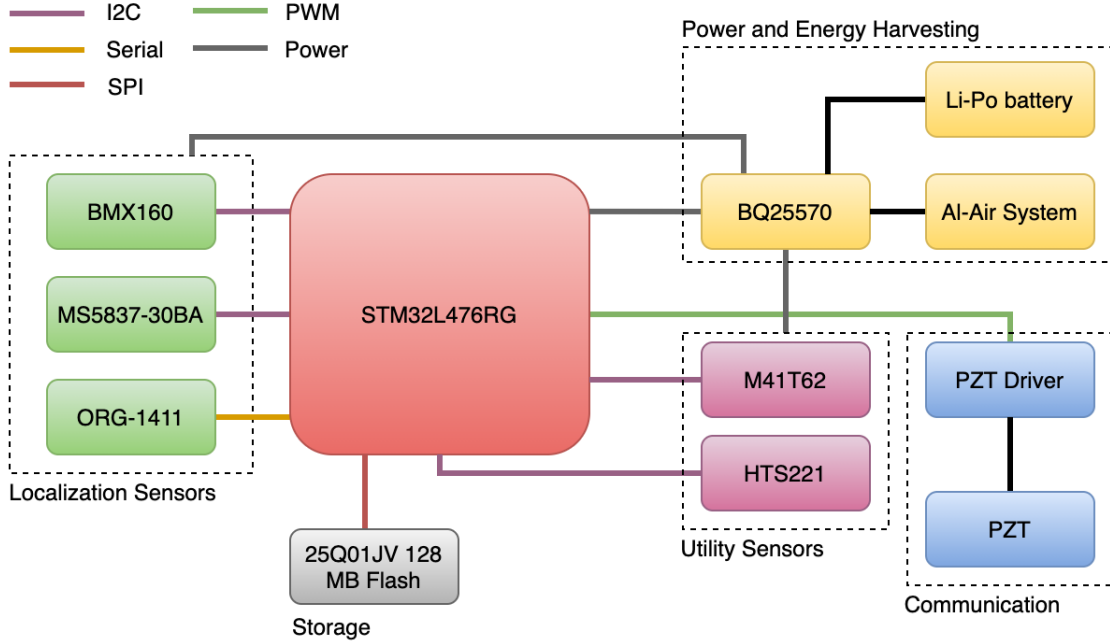 I2C
PWM
Serial
Power
SPI
Power and Energy Harvesting
Li-Po battery
BMX160
BQ25570
Al-Air System
MS5837-30BA
STM32L476RG
M41T62
PZT Driver
ORG-1411
HTS221
Localization Sensors
PZT
25Q01JV 128
MB Flash
Utility Sensors
Communication
Storage